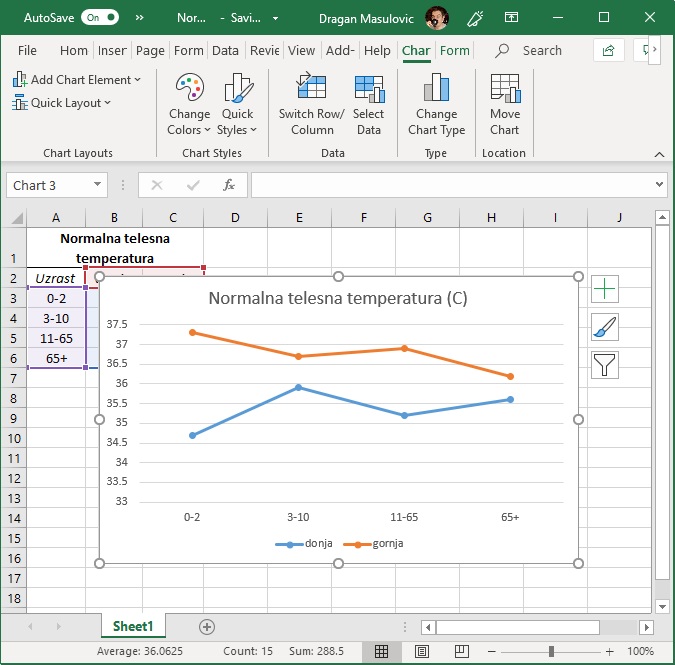 AutoSave On » Nor... - Savi... Dragan Masulovic
File Hom Inser Page Form Data Revie View Add- Help Char Form Search
Add Chart Element
Quick Layout
Change Colors
Quick Styles
Switch Row/ Column
Select Data
Change Chart Type
Move Chart
Chart Layouts Chart Styles Data Type Location
Chart 3 fx
A B C D E F G H I J
1 Normalna telesna
temperatura
2 Uzrast
3 0-2
4 3-10
5 11-65
6 65+
7
8
9
10
11
12
13
14
15
16
17
18
Normalna telesna temperatura (C)
37.5
37
36.5
36
35.5
35
34.5
34
33.5
33
0-2 3-10 11-65 65+
donja gornja
Sheet1
Average: 36.0625 Count: 15 Sum: 288.5 100%